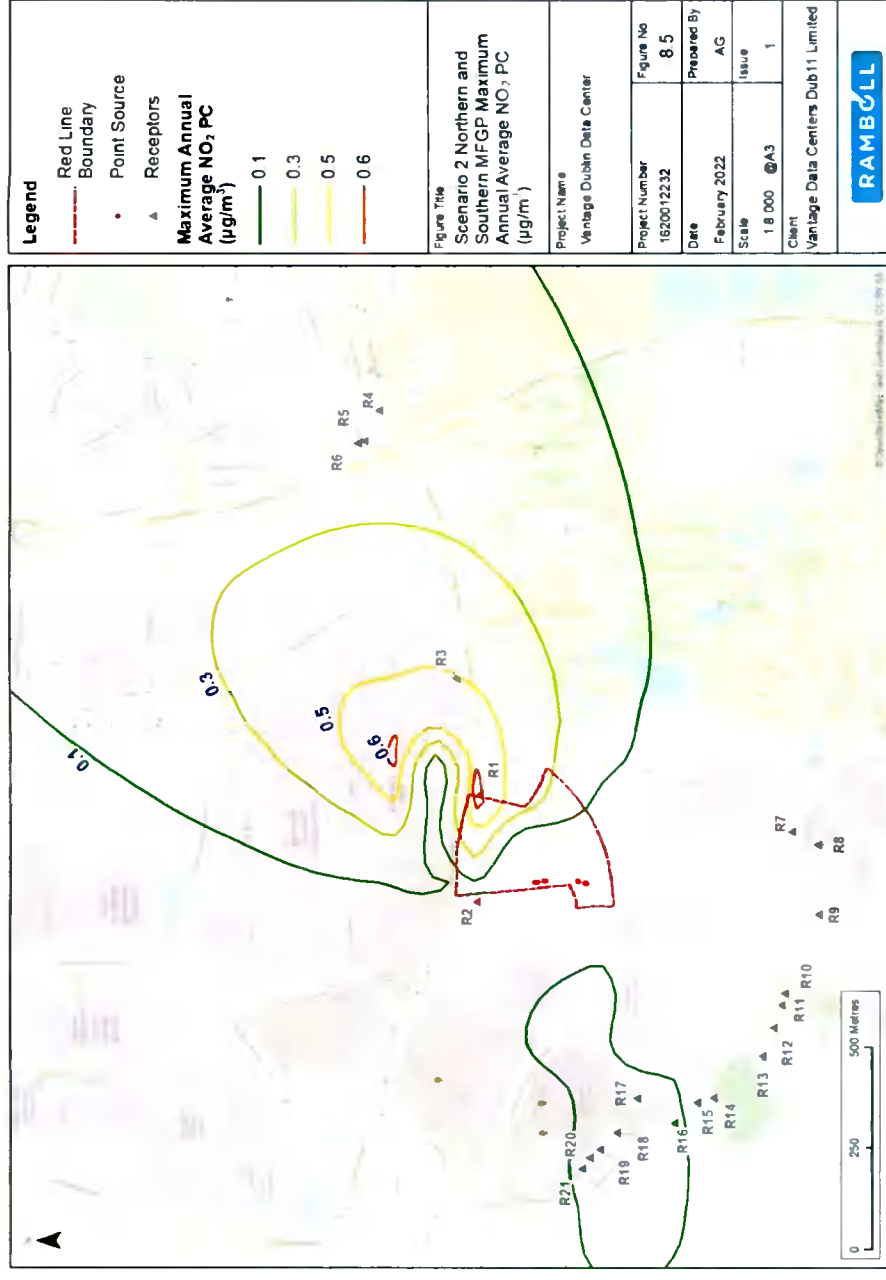 Legend
Red Line
Boundary
Point Source
Receptors
Maximum Annual
Average NO₂ PC
(µg/m³)
0.1
0.3
0.5
0.6
Figure Title
Scenario 2 Northern and
Southern MFGP Maximum
Annual Average NO₂ PC
(µg/m³)
Project Name
Vantage Dublin Data Center
Project Number
1620012232
Figure No
8.5
Date
February 2022
Prepared By
AG
Scale
1 8 000 @A3
Issue
1
Client
Vantage Data Centers Dub11 Limited
RAMBOLL
0.1
0.3
0.5
0.6
R1
R2
R3
R4
R5
R6
R7
R8
R9
R10
R11
R12
R13
R14
R15
R16
R17
R18
R19
R20
R21
0
250
500 Metres